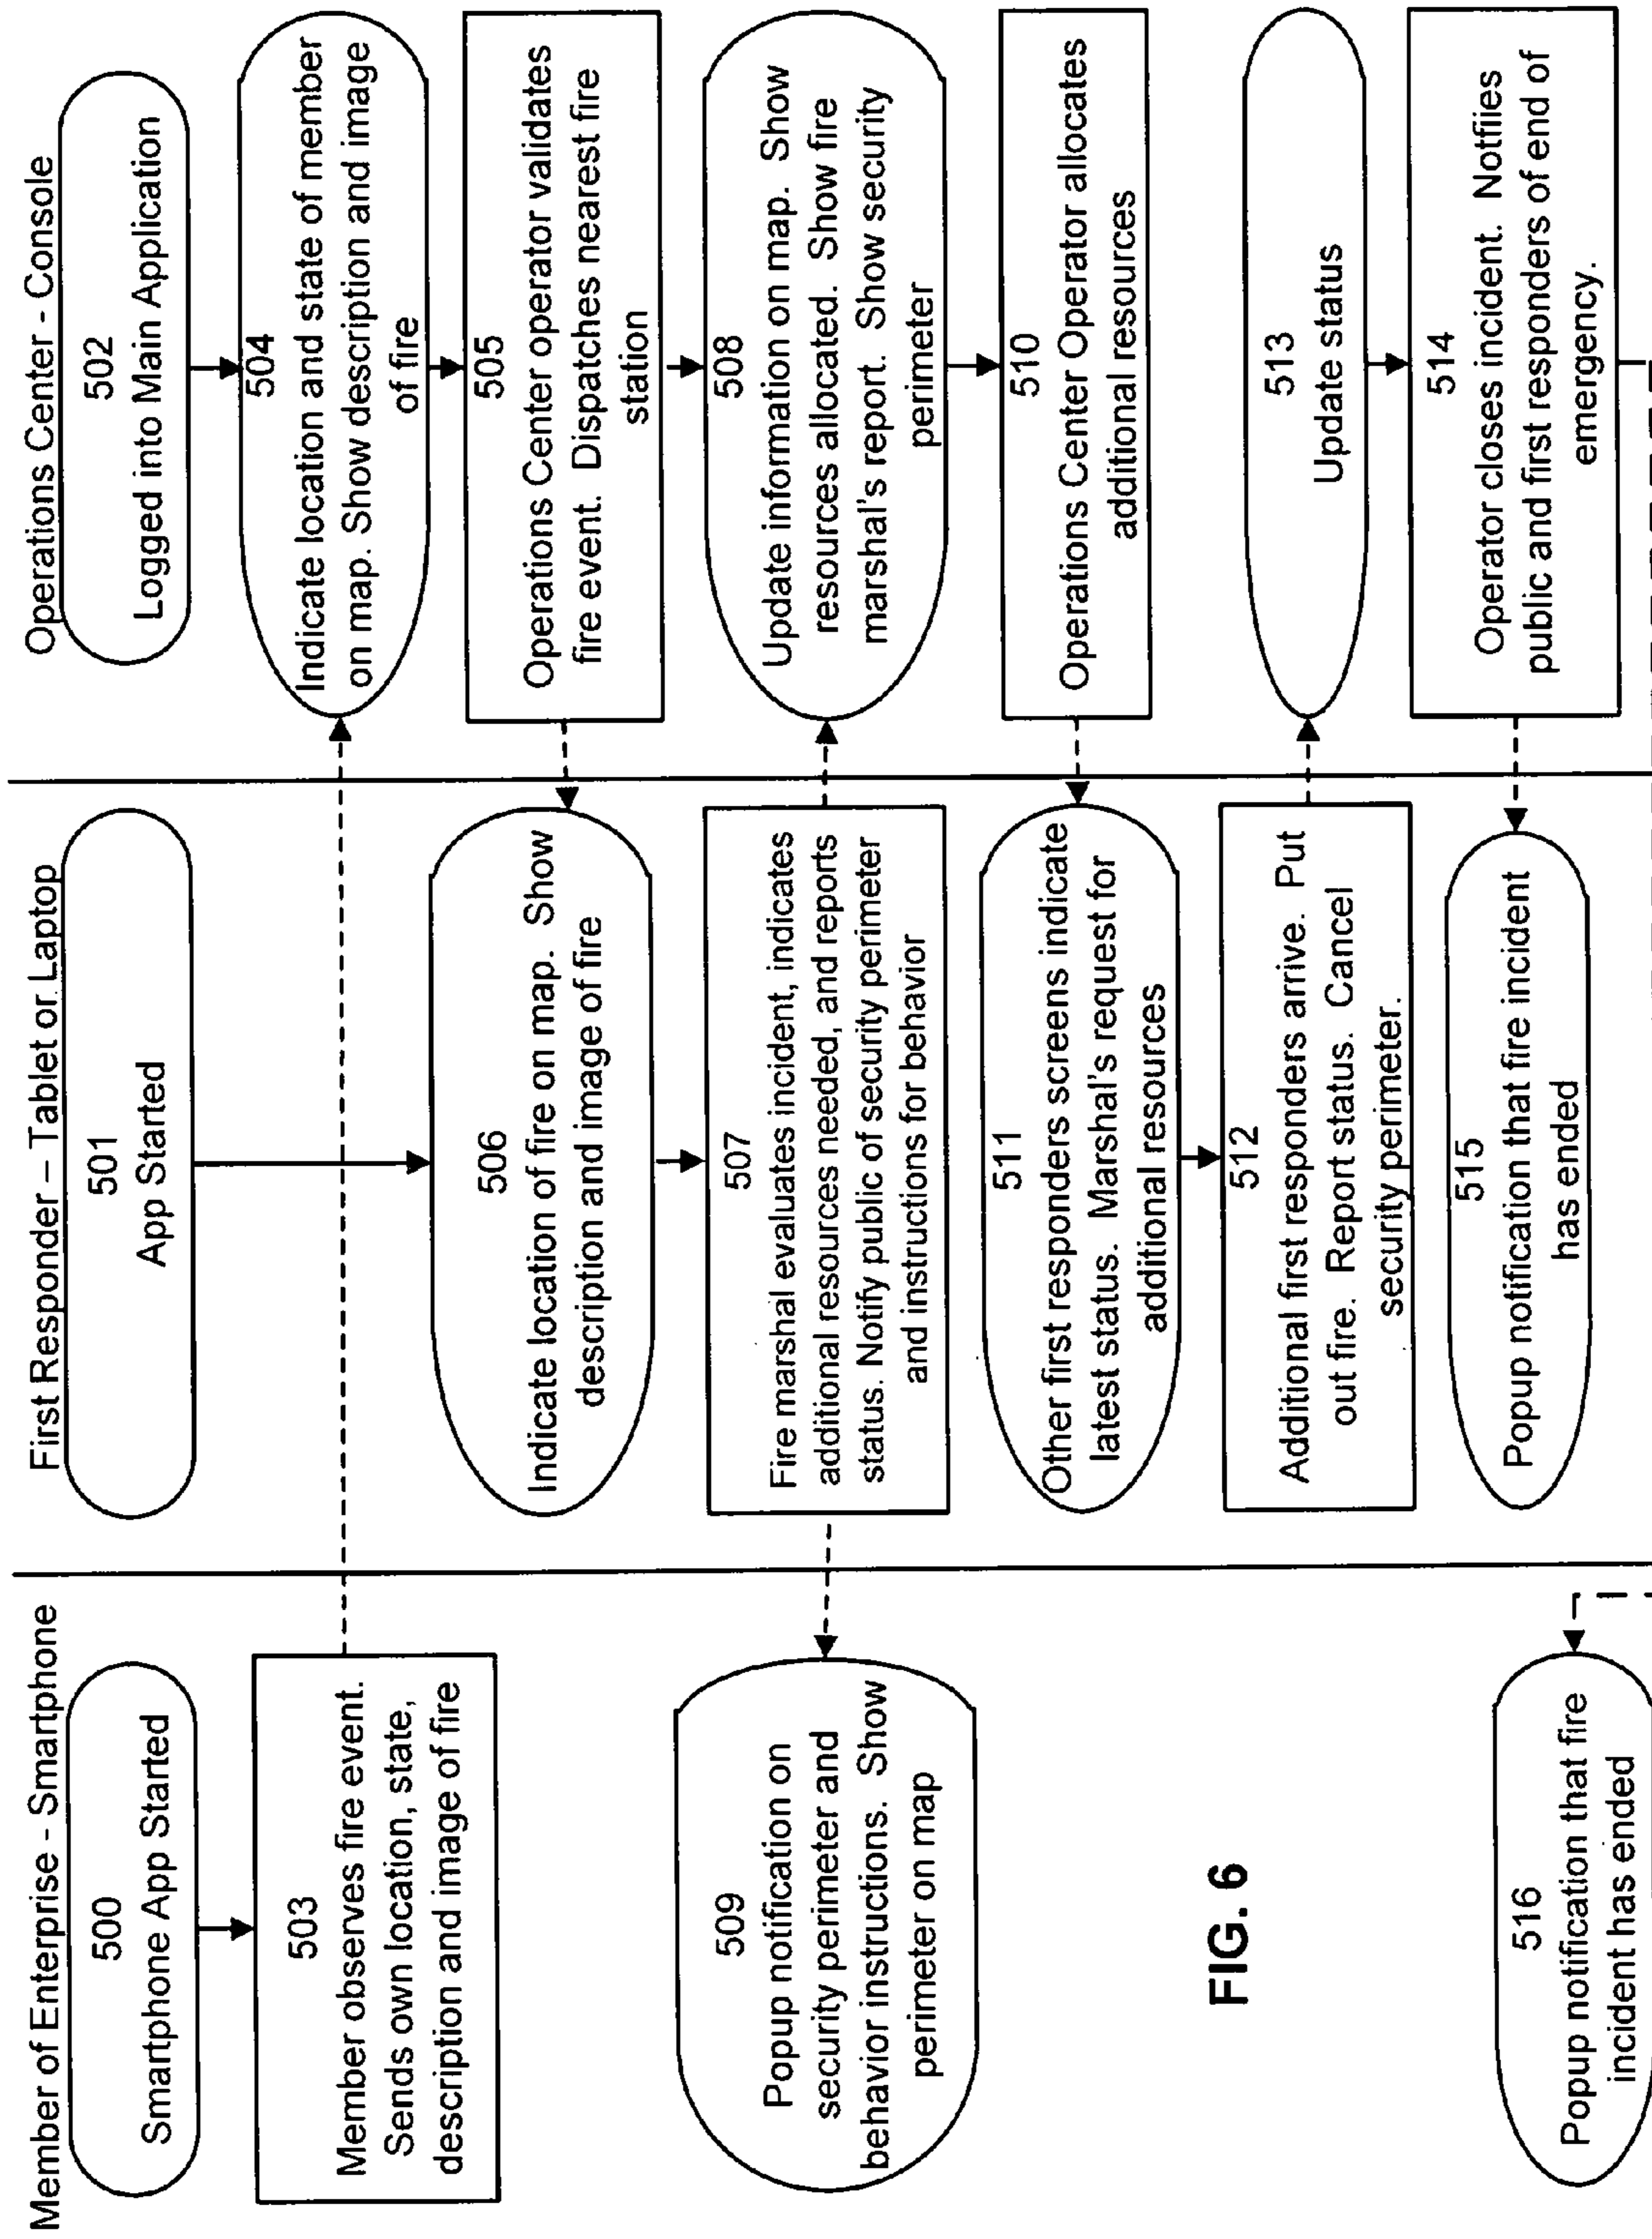 Member of Enterprise - Smartphone
500
Smartphone App Started
503
Member observes fire event.
Sends own location, state,
description and image of fire
509
Popup notification on
security perimeter and
behavior instructions. Show
perimeter on map
516
Popup notification that fire
incident has ended
First Responder – Tablet or Laptop
501
App Started
506
Indicate location of fire on map. Show
description and image of fire
507
Fire marshal evaluates incident, indicates
additional resources needed, and reports
status. Notify public of security perimeter
and instructions for behavior
511
Other first responders screens indicate
latest status. Marshal's request for
additional resources
512
Additional first responders arrive. Put
out fire. Report status. Cancel
security perimeter.
515
Popup notification that fire incident
has ended
Operations Center - Console
502
Logged into Main Application
504
Indicate location and state of member
on map. Show description and image
of fire
505
Operations Center operator validates
fire event. Dispatches nearest fire
station
508
Update information on map. Show
resources allocated. Show fire
marshal's report. Show security
perimeter
510
Operations Center Operator allocates
additional resources
513
Update status
514
Operator closes incident. Notfiies
public and first responders of end of
emergency.
FIG. 6